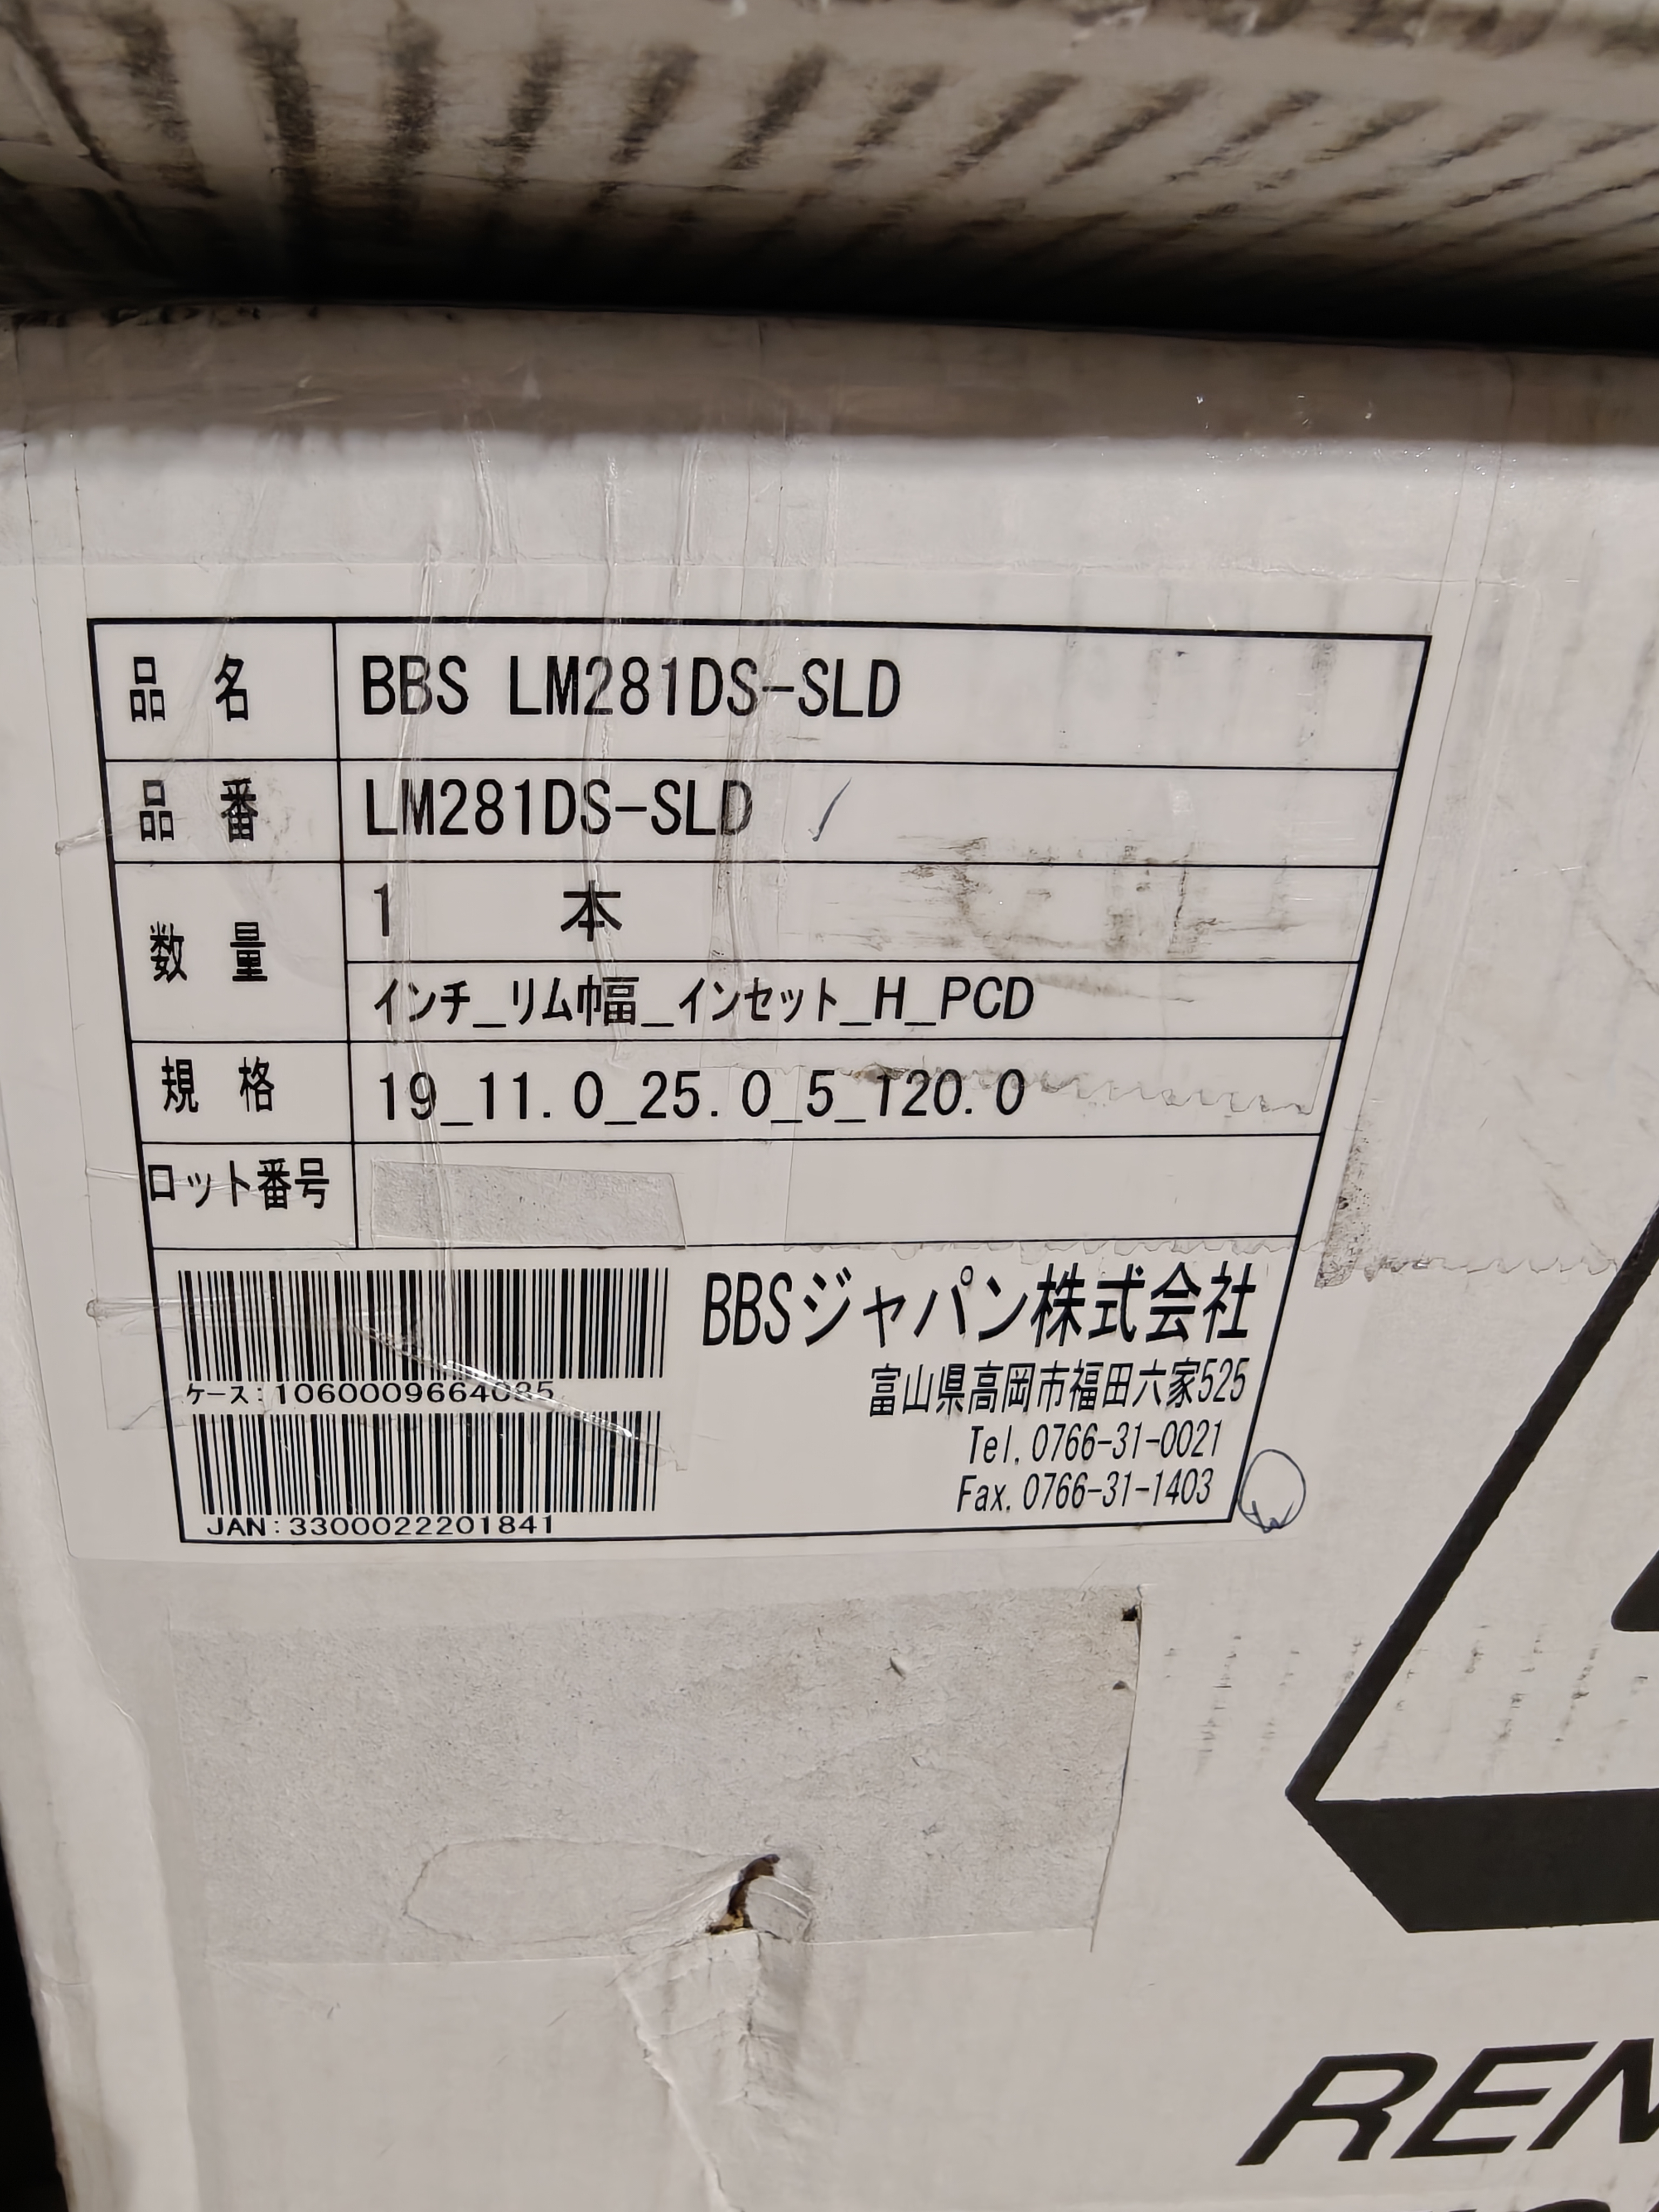 品名 BBS LM281DS-SLD
品番 LM281DS-SLD
数量 1 本
インチ_リム巾幅_インセット_H_PCD
規格 19_11.0_25.0_5_120.0
ロット番号
BBSジャパン株式会社
富山県高岡市福田六家525
Tel. 0766-31-0021
Fax. 0766-31-1403
ケース:1060009664085
JAN:3300022201841